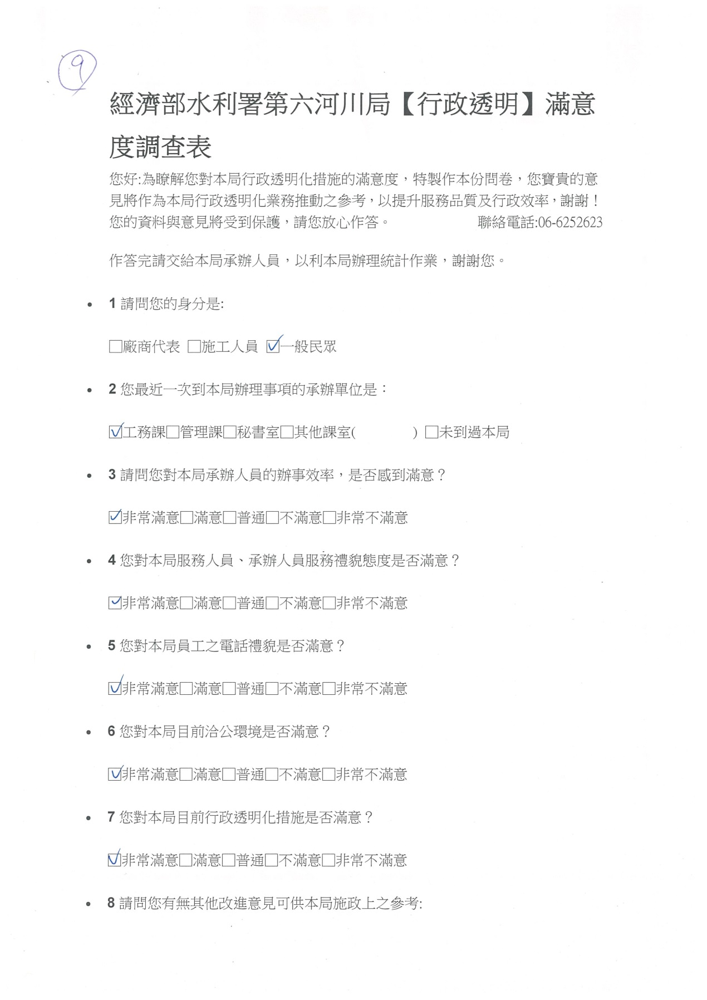 9
經濟部水利署第六河川局【行政透明】滿意
度調查表
您好:為瞭解您對本局行政透明化措施的滿意度，特製作本份問卷，您寶貴的意
見將作為本局行政透明化業務推動之參考，以提升服務品質及行政效率，謝謝！
您的資料與意見將受到保護，請您放心作答。 聯絡電話:06-6252623
作答完請交給本局承辦人員，以利本局辦理統計作業，謝謝您。
• 1 請問您的身分是:
□廠商代表 □施工人員 ☑一般民眾
• 2 您最近一次到本局辦理事項的承辦單位是：
☑工務課□管理課□秘書室□其他課室( ) □未到過本局
• 3 請問您對本局承辦人員的辦事效率，是否感到滿意？
☑非常滿意□滿意□普通□不滿意□非常不滿意
• 4 您對本局服務人員、承辦人員服務禮貌態度是否滿意？
☑非常滿意□滿意□普通□不滿意□非常不滿意
• 5 您對本局員工之電話禮貌是否滿意？
☑非常滿意□滿意□普通□不滿意□非常不滿意
• 6 您對本局目前洽公環境是否滿意？
☑非常滿意□滿意□普通□不滿意□非常不滿意
• 7 您對本局目前行政透明化措施是否滿意？
☑非常滿意□滿意□普通□不滿意□非常不滿意
• 8 請問您有無其他改進意見可供本局施政上之參考: